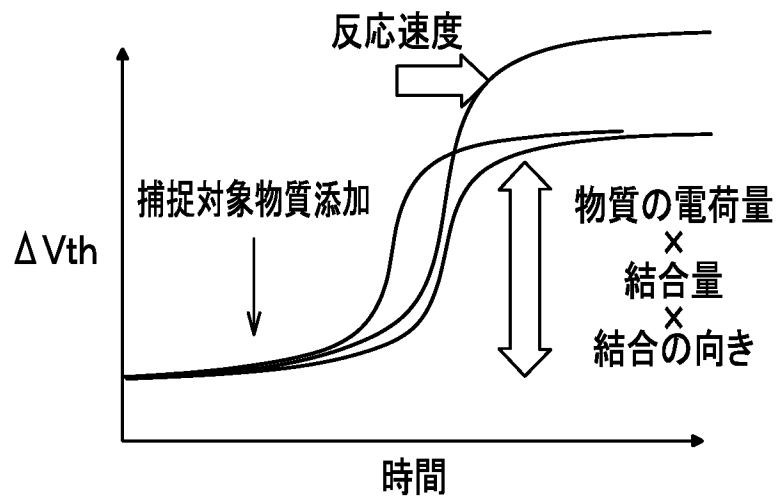 反応速度
捕捉対象物質添加
ΔVth
物質の電荷量
×
結合量
×
結合の向き
時間